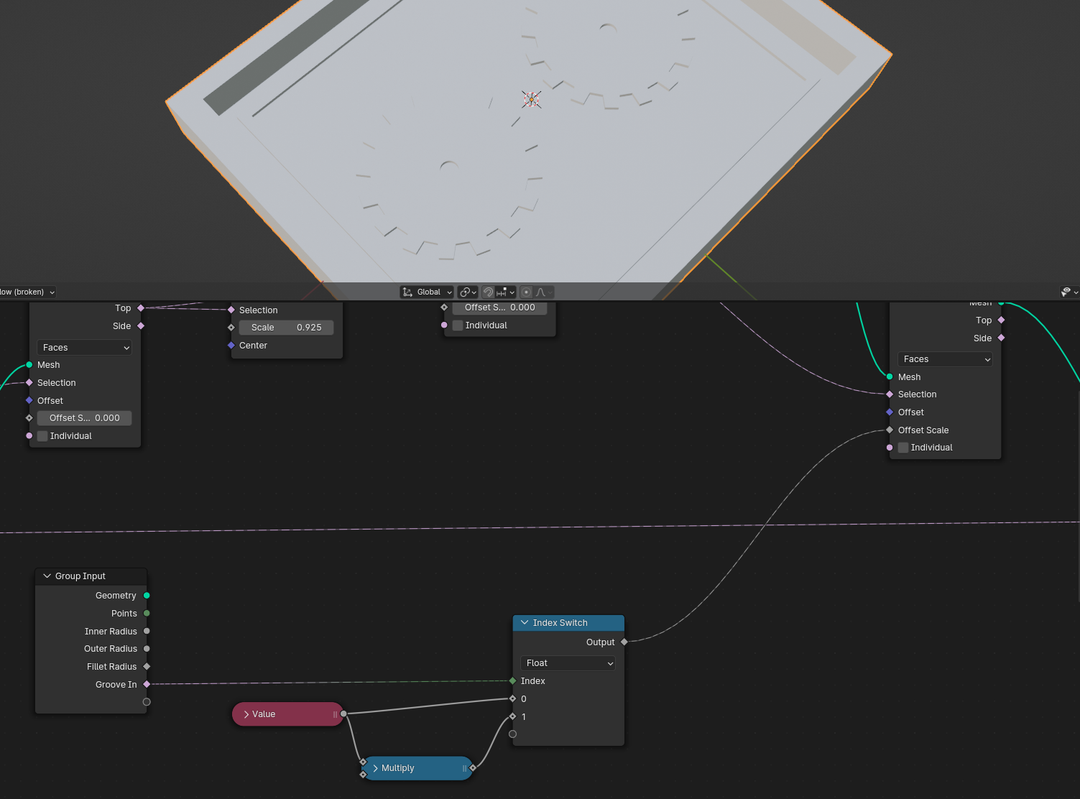 low (broken)
Global
Top
Side
Faces
Mesh
Selection
Offset
Offset S... 0.000
Individual
Selection
Scale 0.925
Center
Offset S... 0.000
Individual
Mesh
Top
Side
Faces
Mesh
Selection
Offset
Offset Scale
Individual
Group Input
Geometry
Points
Inner Radius
Outer Radius
Fillet Radius
Groove In
Value
Multiply
Index Switch
Output
Float
Index
0
1